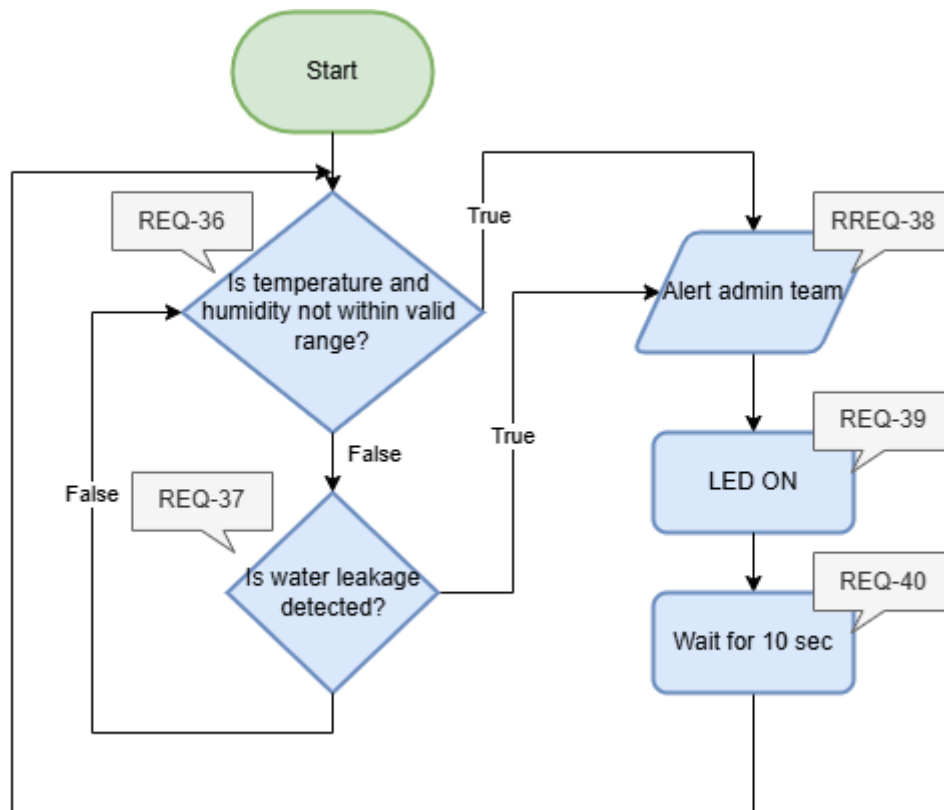 Start
REQ-36
True
RREQ-38
Is temperature and
humidity not within valid
range?
Alert admin team
REQ-39
True
False
LED ON
False
REQ-37
Is water leakage
detected?
REQ-40
Wait for 10 sec